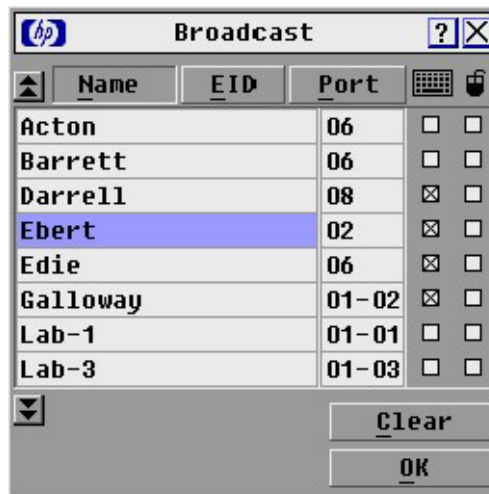 hp Broadcast ? X
Name EID Port
Acton 06
Barrett 06
Darrell 08
Ebert 02
Edie 06
Galloway 01-02
Lab-1 01-01
Lab-3 01-03
Clear
OK